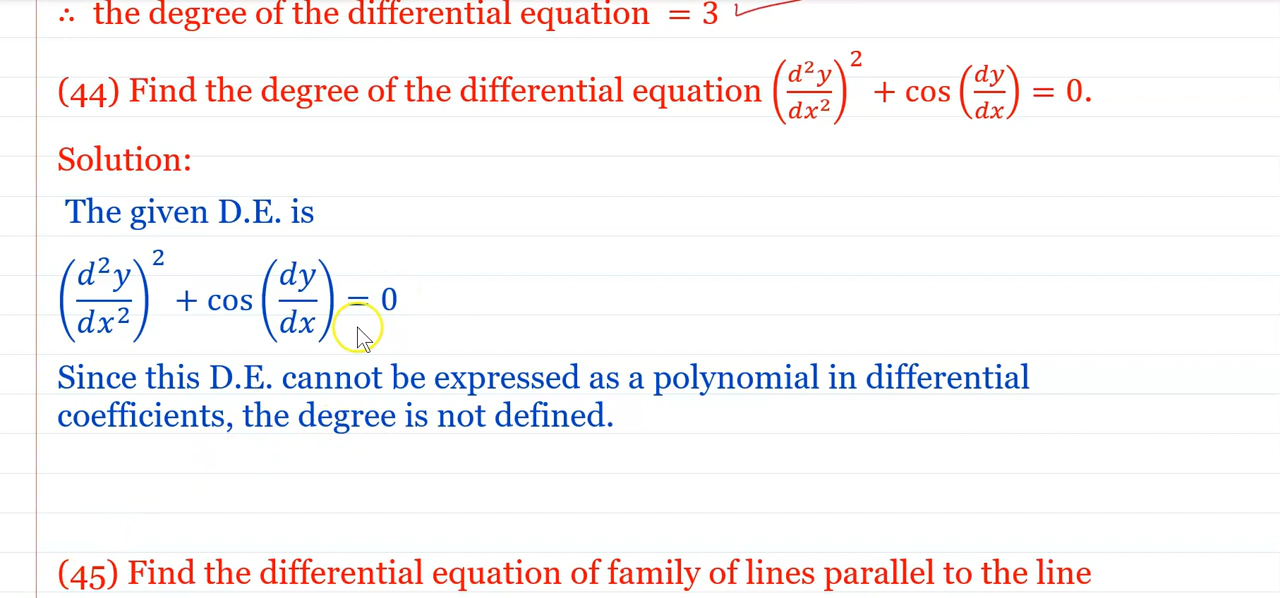 ∴ the degree of the differential equation = 3
(44) Find the degree of the differential equation (d²y/dx²)² + cos (dy/dx) = 0.
Solution:
The given D.E. is
(d²y/dx²)² + cos (dy/dx) = 0
Since this D.E. cannot be expressed as a polynomial in differential
coefficients, the degree is not defined.
(45) Find the differential equation of family of lines parallel to the line